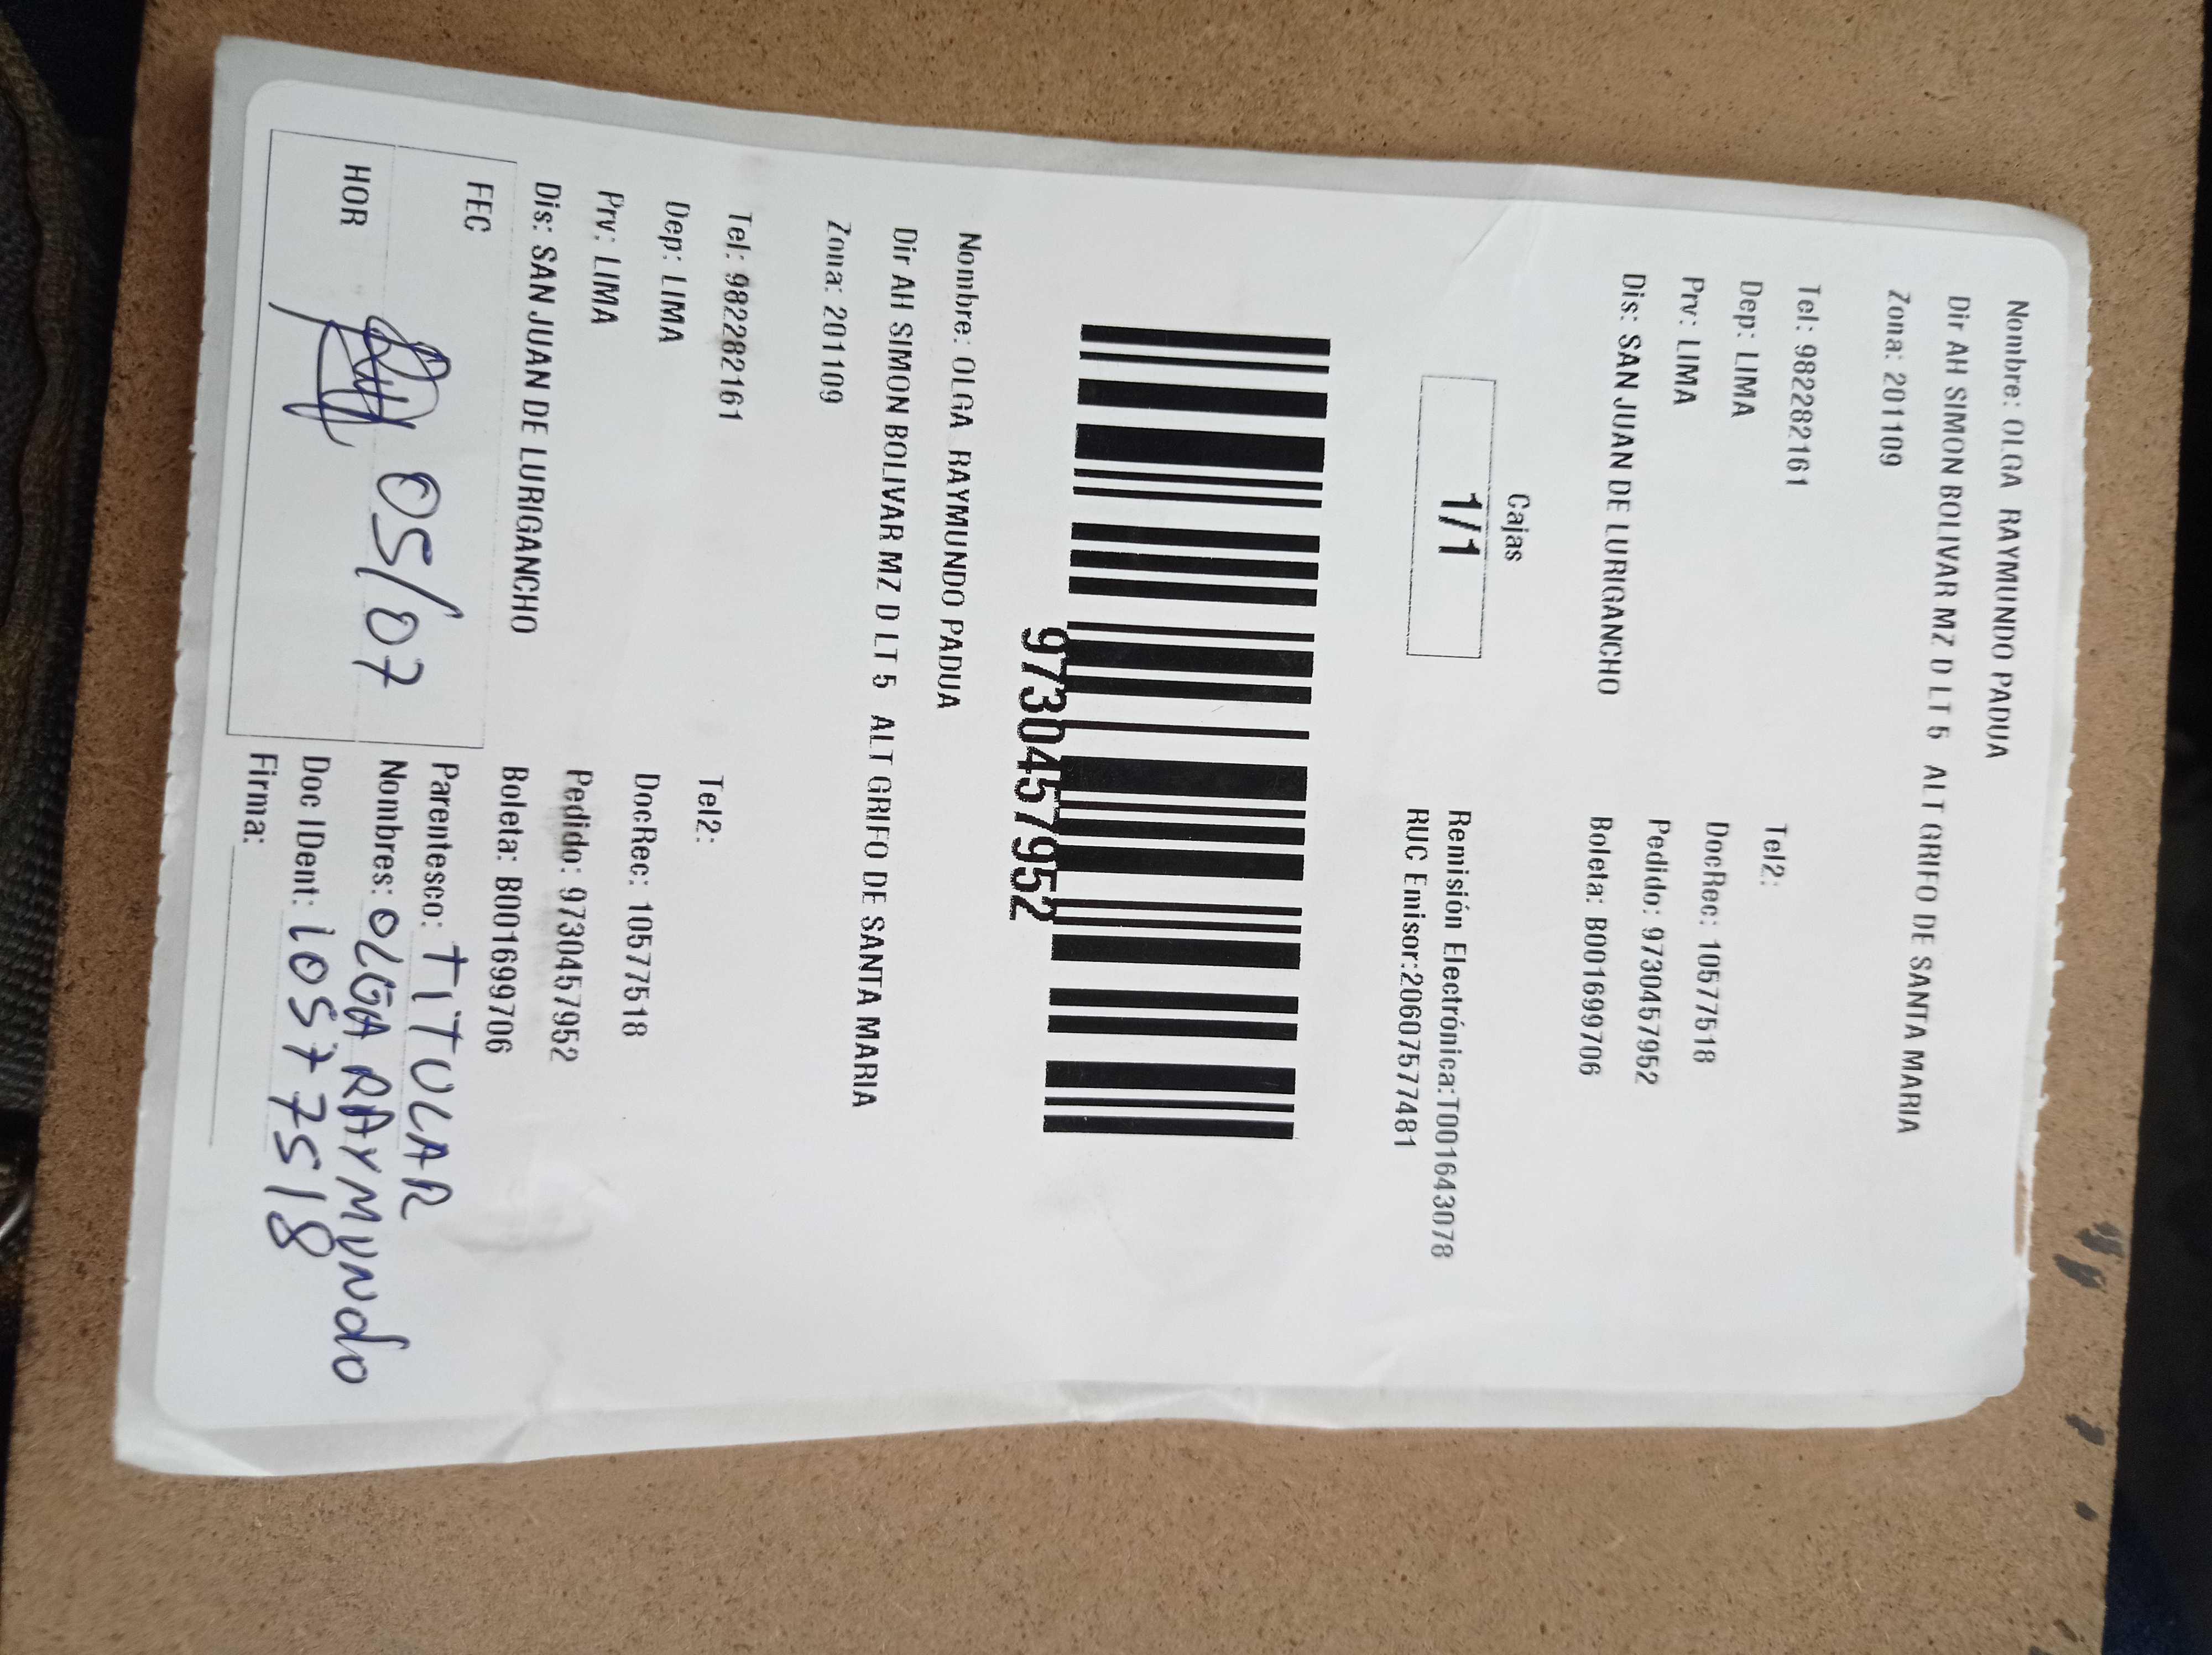 Nombre: OLGA RAYMUNDO PADUA
Dir AH SIMON BOLIVAR MZ D LT 5 ALT GRIFO DE SANTA MARIA
Zona: 201109
Tel: 982282161 Tel2:
Dep: LIMA DocRec: 10577518
Prv: LIMA Pedido: 9730457952
Dis: SAN JUAN DE LURIGANCHO Boleta: B001699706
Cajas
1/1
Remisión Electrónica:T001643078
RUC Emisor:20607577481
9730457952
Nombre: OLGA RAYMUNDO PADUA
Dir AH SIMON BOLIVAR MZ D LT 5 ALT GRIFO DE SANTA MARIA
Zona: 201109
Tel: 982282161 Tel2:
Dep: LIMA DocRec: 10577518
Prv: LIMA Pedido: 9730457952
Dis: SAN JUAN DE LURIGANCHO Boleta: B001699706
FEC 05/07
HOR
Parentesco: TITULAR
Nombres: OLGA RAYMUNdO
Doc IDent: 10577518
Firma: